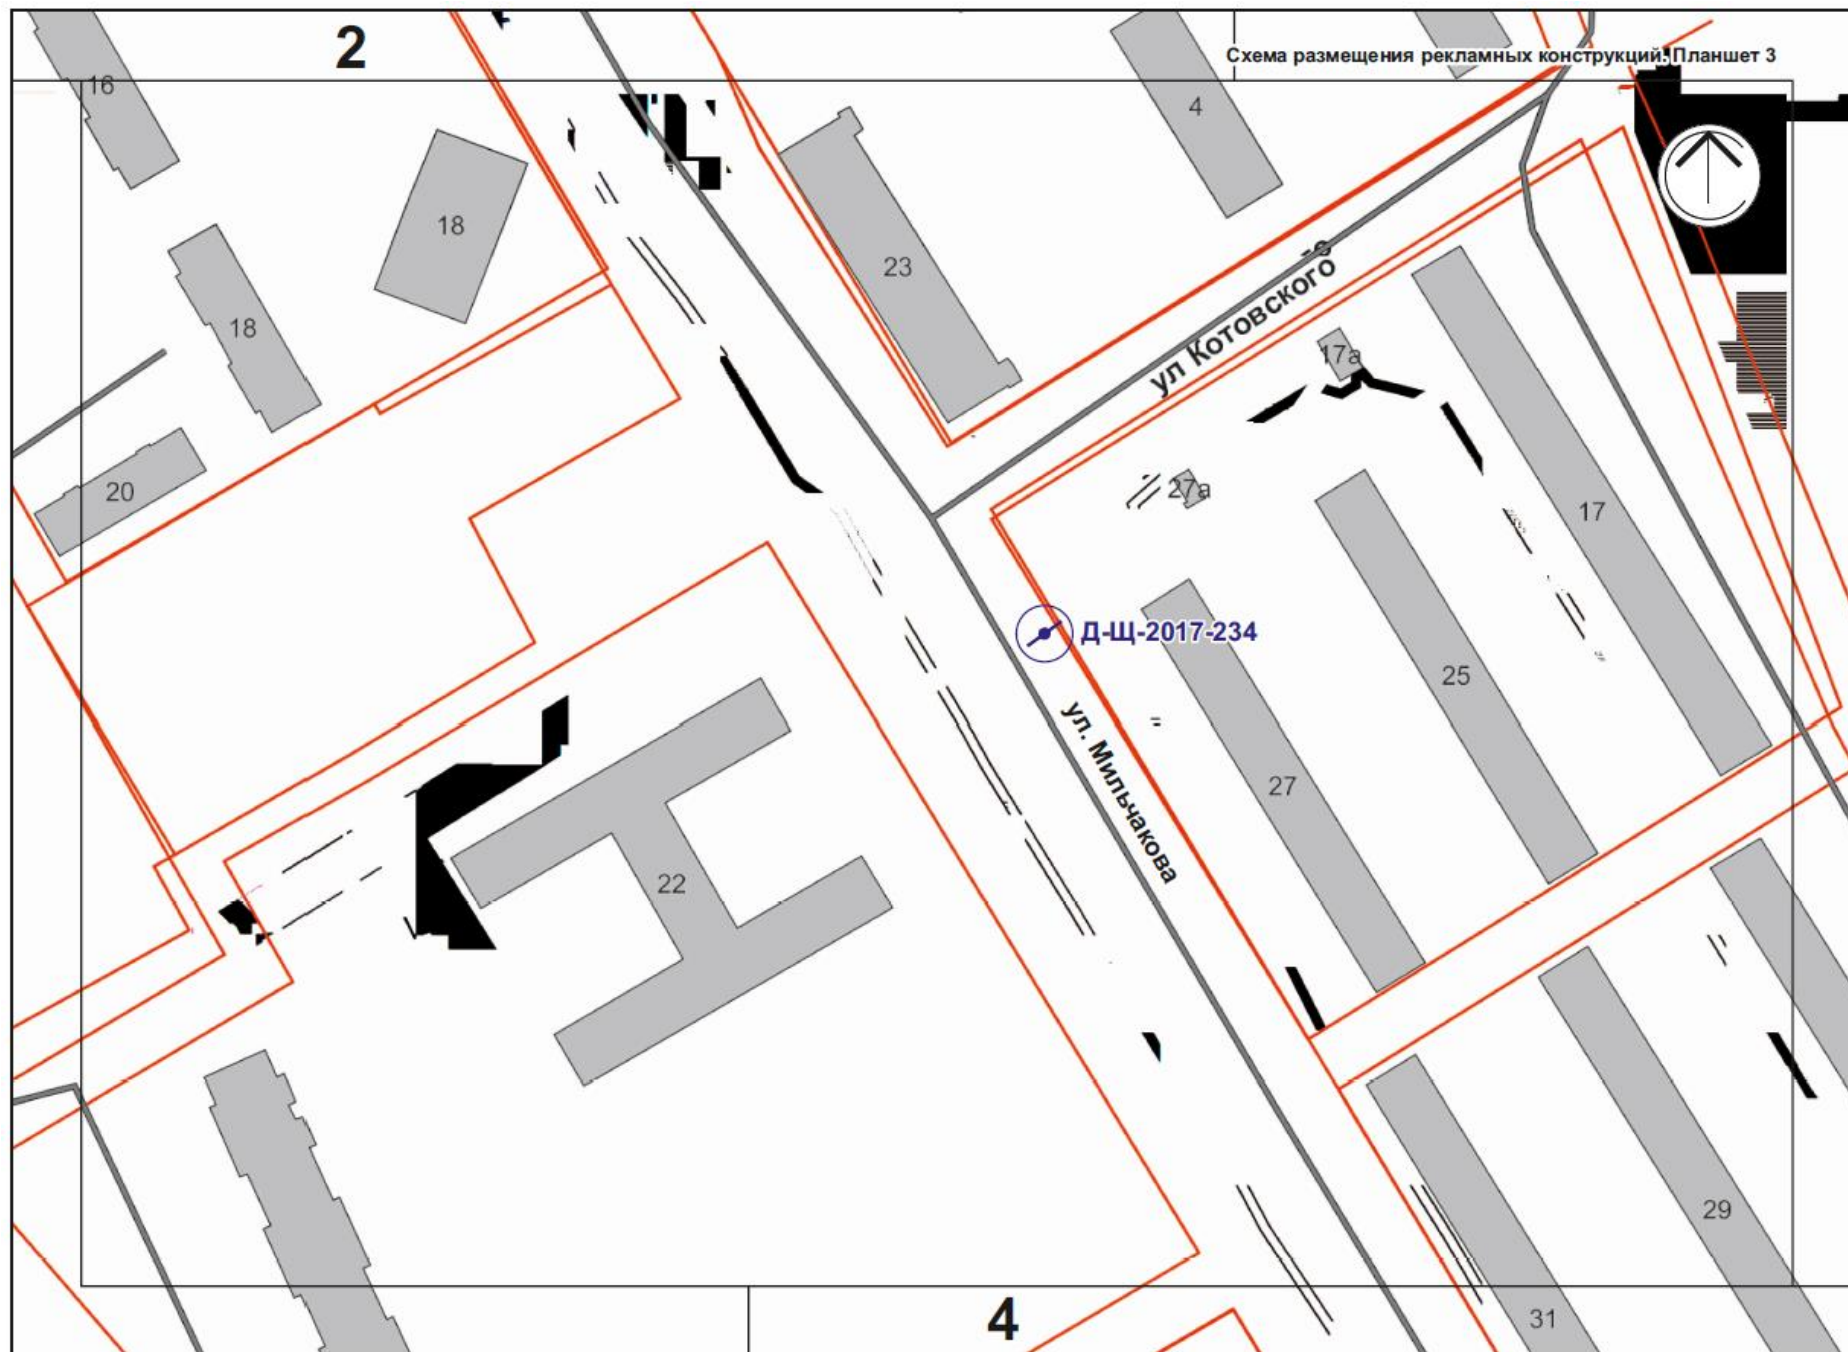 2
Схема размещения рекламных конструкций. Планшет 3
16
4
18
23
ул Котовского
18
17а
20
27а
17
Д-Щ-2017-234
25
ул. Мильчакова
27
22
29
4
31